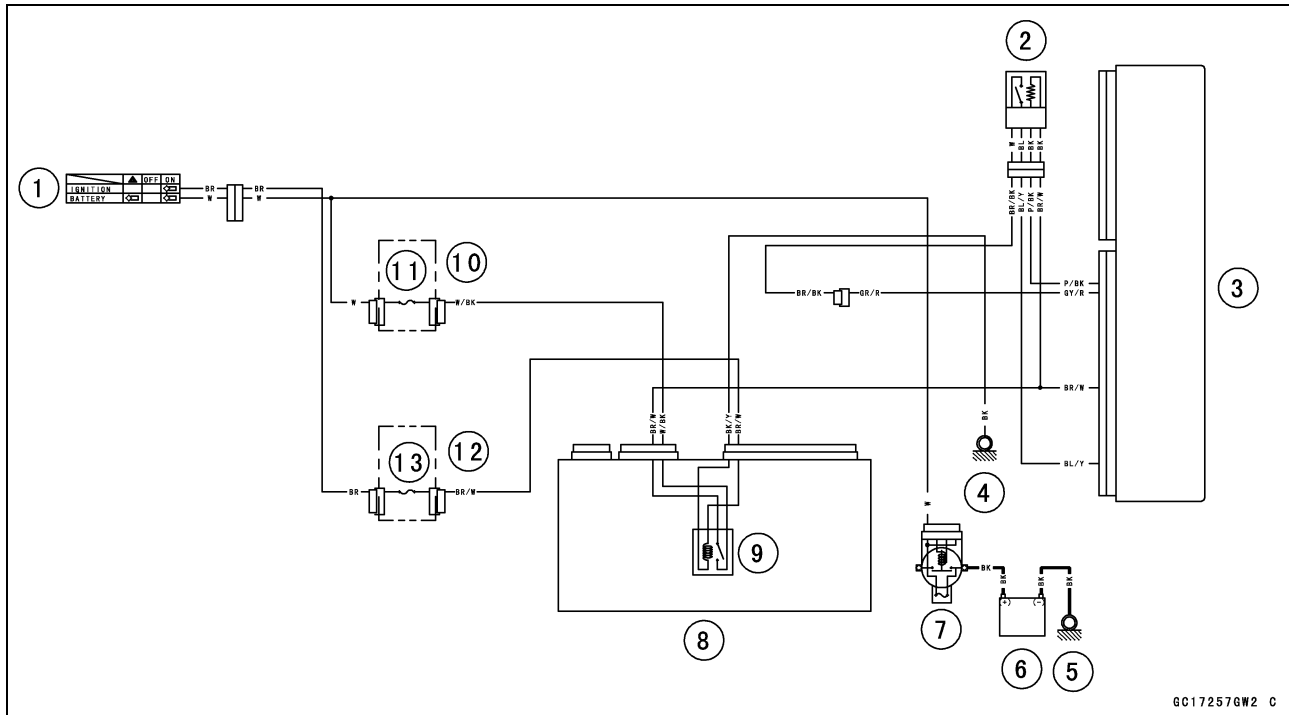 2
W
BL
BK
BK
3
1
▲ OFF ON
IGNITION
BATTERY
BR
W
BR
W
BR/BK
BL/Y
P/BK
BR/W
11
10
W
W/BK
BR/BK
GR/R
P/BK
GY/R
BR/W
W/BK
BK/Y
BR/W
BR/W
BK
13
12
BR
BR/W
4
BL/Y
W
9
BK
BK
BK
BK
(+)
(-)
8
7
6
5
GC17257GW2 C